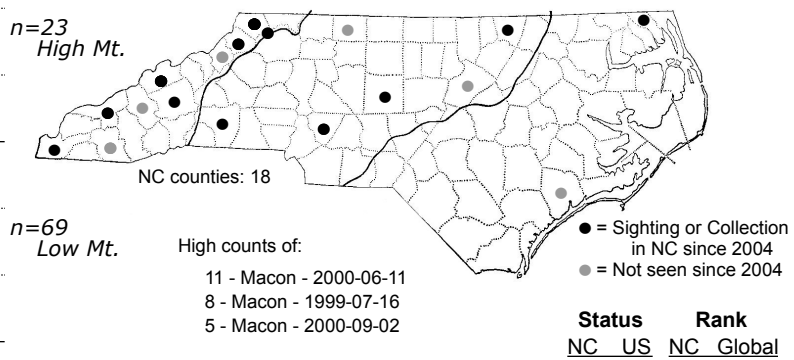 n=23
High Mt.
NC counties: 18
n=69
Low Mt.
High counts of:
11 - Macon - 2000-06-11
8 - Macon - 1999-07-16
5 - Macon - 2000-09-02
● = Sighting or Collection
in NC since 2004
● = Not seen since 2004
Status Rank
NC US NC Global